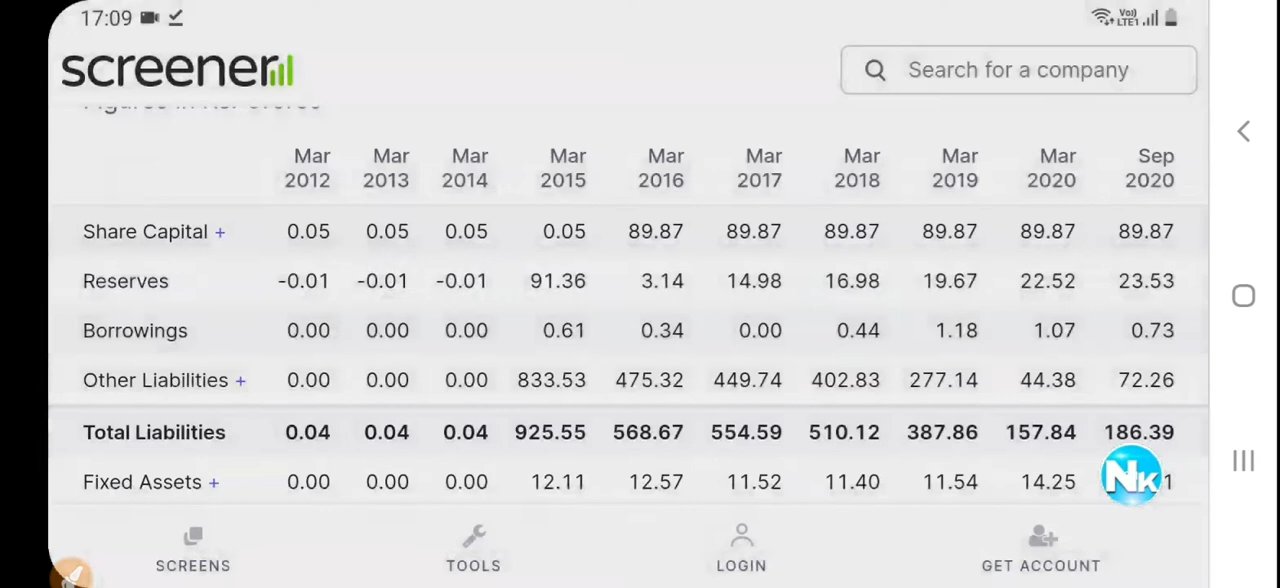 17:09 Vo) LTE1
screener
Search for a company
Mar 2012 Mar 2013 Mar 2014 Mar 2015 Mar 2016 Mar 2017 Mar 2018 Mar 2019 Mar 2020 Sep 2020
Share Capital + 0.05 0.05 0.05 0.05 89.87 89.87 89.87 89.87 89.87 89.87
Reserves -0.01 -0.01 -0.01 91.36 3.14 14.98 16.98 19.67 22.52 23.53
Borrowings 0.00 0.00 0.00 0.61 0.34 0.00 0.44 1.18 1.07 0.73
Other Liabilities + 0.00 0.00 0.00 833.53 475.32 449.74 402.83 277.14 44.38 72.26
Total Liabilities 0.04 0.04 0.04 925.55 568.67 554.59 510.12 387.86 157.84 186.39
Fixed Assets + 0.00 0.00 0.00 12.11 12.57 11.52 11.40 11.54 14.25
NK
SCREENS TOOLS LOGIN GET ACCOUNT